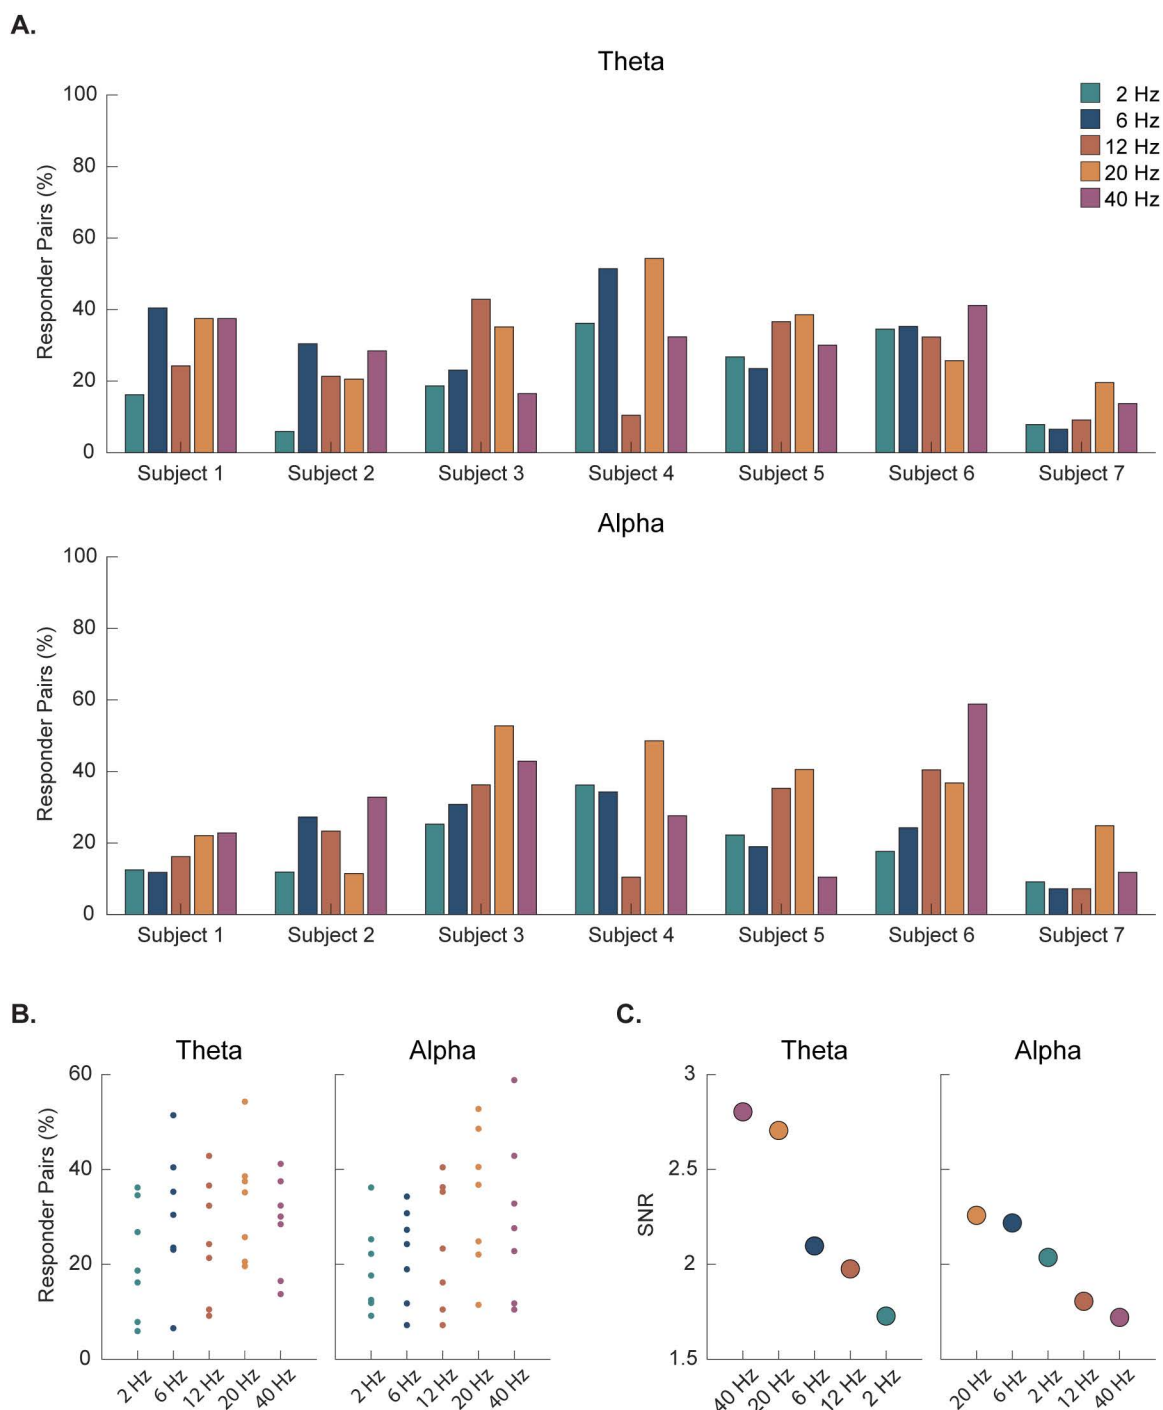 A.
Theta
100
80
60
40
20
0
Responder Pairs (%)
2 Hz
6 Hz
12 Hz
20 Hz
40 Hz
Subject 1 Subject 2 Subject 3 Subject 4 Subject 5 Subject 6 Subject 7
Alpha
100
80
60
40
20
0
Responder Pairs (%)
Subject 1 Subject 2 Subject 3 Subject 4 Subject 5 Subject 6 Subject 7
B.
Theta Alpha
60
40
20
0
Responder Pairs (%)
2 Hz 6 Hz 12 Hz 20 Hz 40 Hz 2 Hz 6 Hz 12 Hz 20 Hz 40 Hz
C.
Theta Alpha
3
2.5
2
1.5
SNR
40 Hz 20 Hz 6 Hz 12 Hz 2 Hz 20 Hz 6 Hz 2 Hz 12 Hz 40 Hz